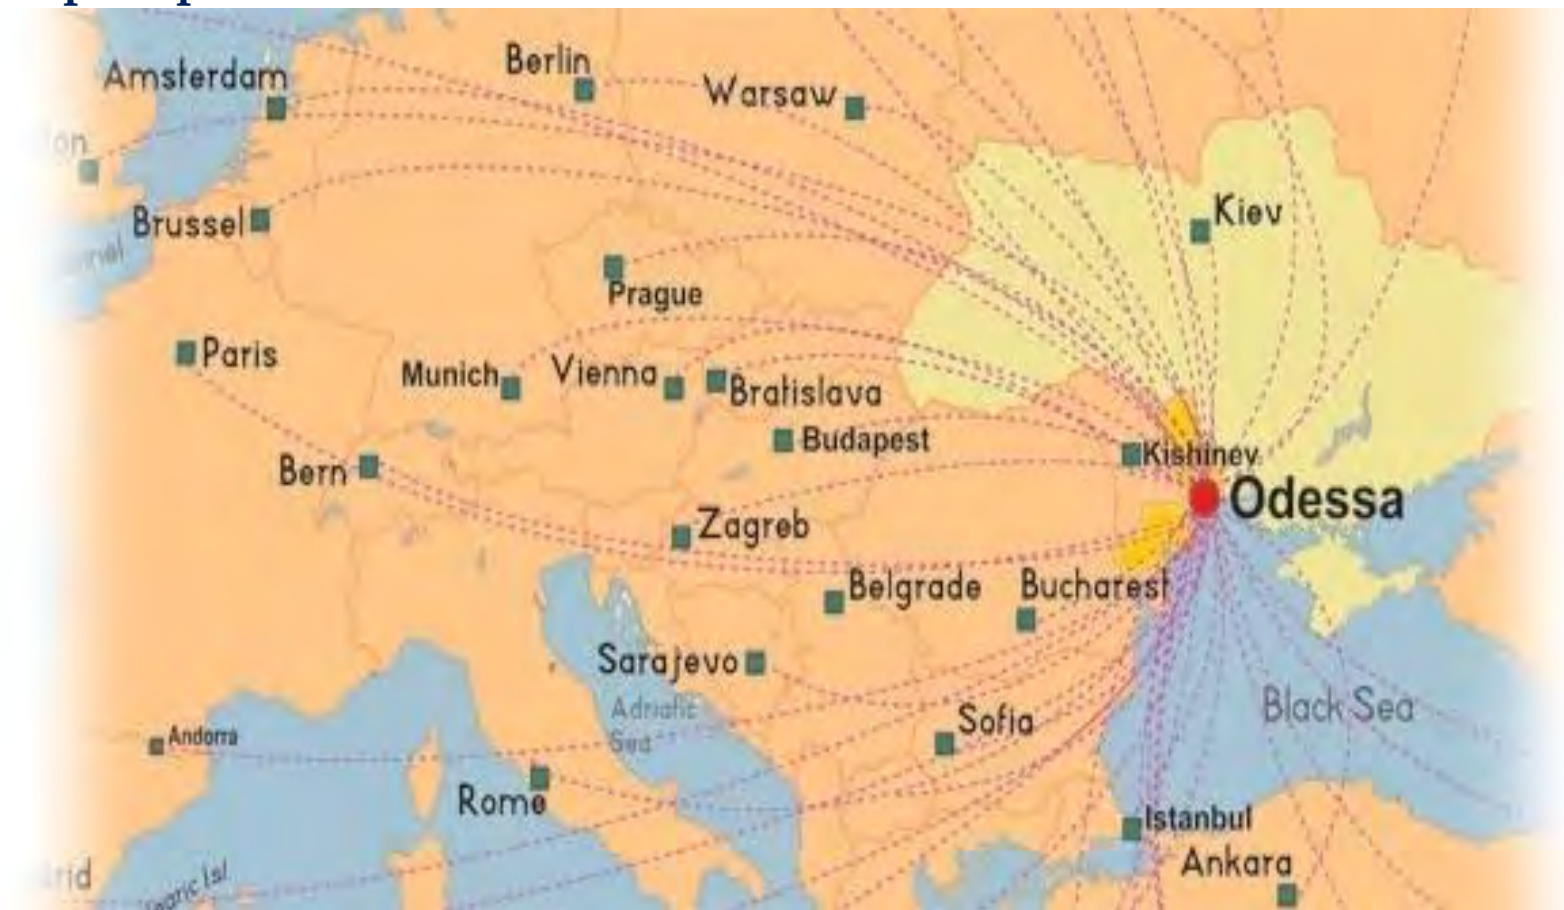 Berlin
Amsterdam
Warsaw
Brussel
Kiev
Prague
Paris
Munich
Vienna
Bratislava
Budapest
Kishinev
Bern
Odessa
Zagreb
Belgrade
Bucharest
Sarajevo
Adriatic
Sea
Black Sea
Sofia
Andorra
Rome
Istanbul
Ankara